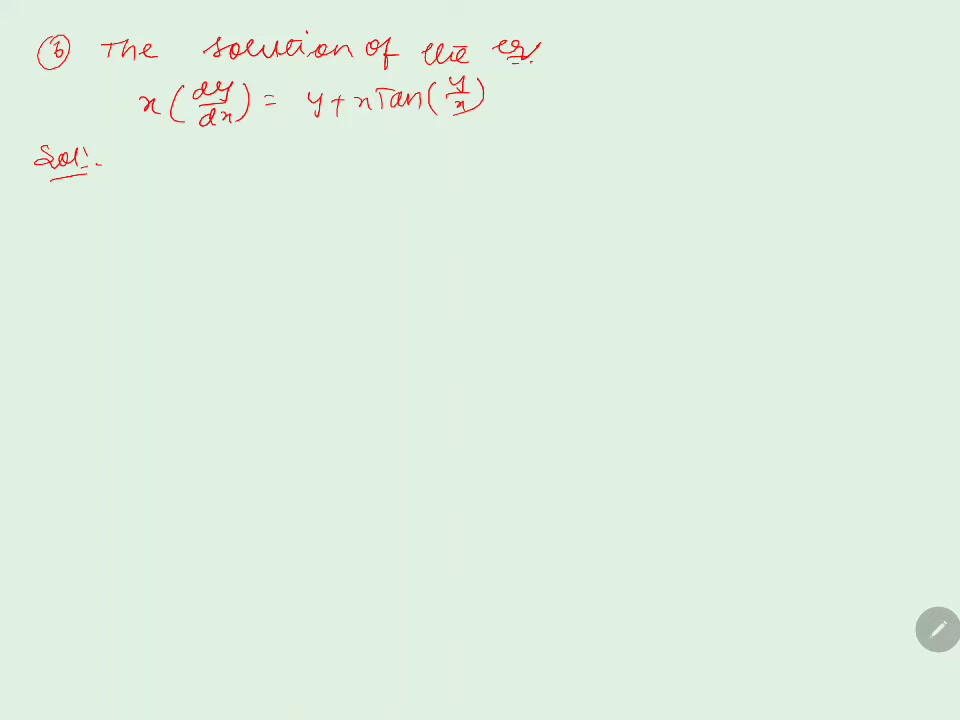 ③ The solution of the eq.
x(dy/dx) = y + x Tan(y/x)
Sol:.